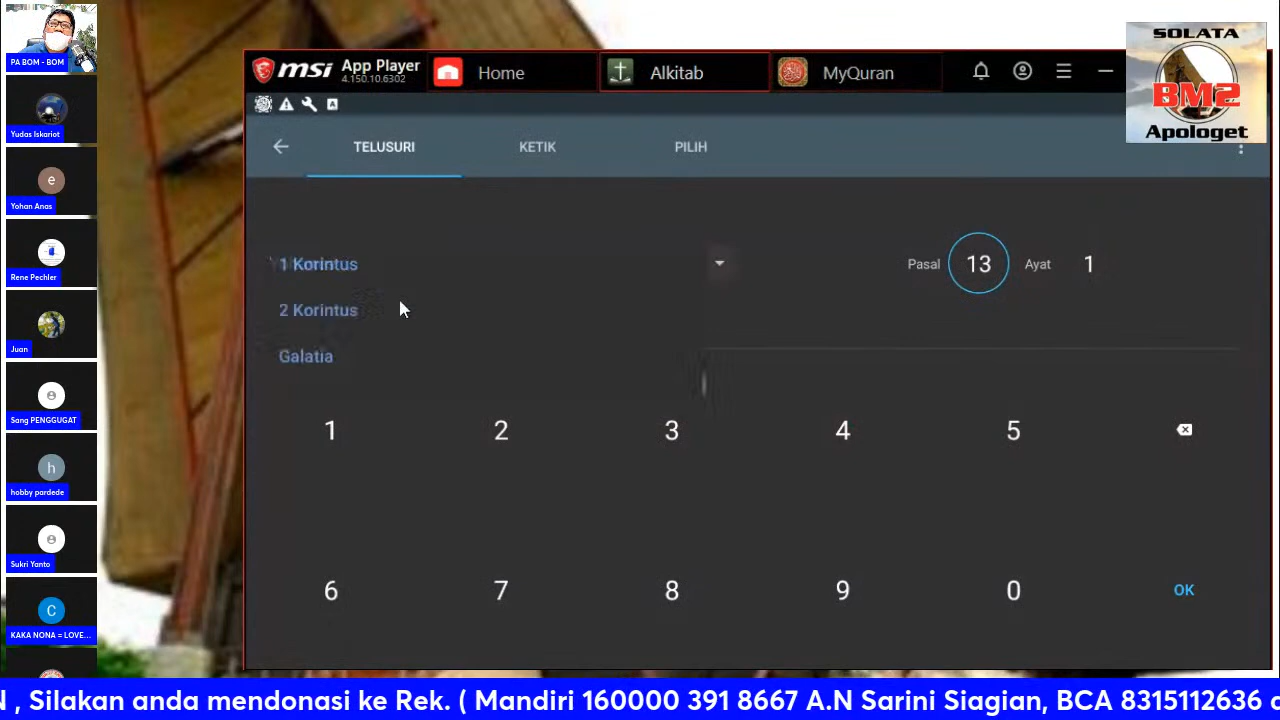 PA BOM - BOM
Yudas Iskariot
e
Yohan Anas
Rene Pechler
Juan
Sang PENGGUGAT
h
hobby pardede
Sukri Yanto
C
KAKA NONA = LOVE...
msi App Player
4.150.10.6302
Home
Alkitab
MyQuran
SOLATA
BM2
Apologet
A
TELUSURI
KETIK
PILIH
1 Korintus
2 Korintus
Galatia
Pasal 13 Ayat 1
1 2 3 4 5
6 7 8 9 0 OK
N , Silakan anda mendonasi ke Rek. ( Mandiri 160000 391 8667 A.N Sarini Siagian, BCA 8315112636